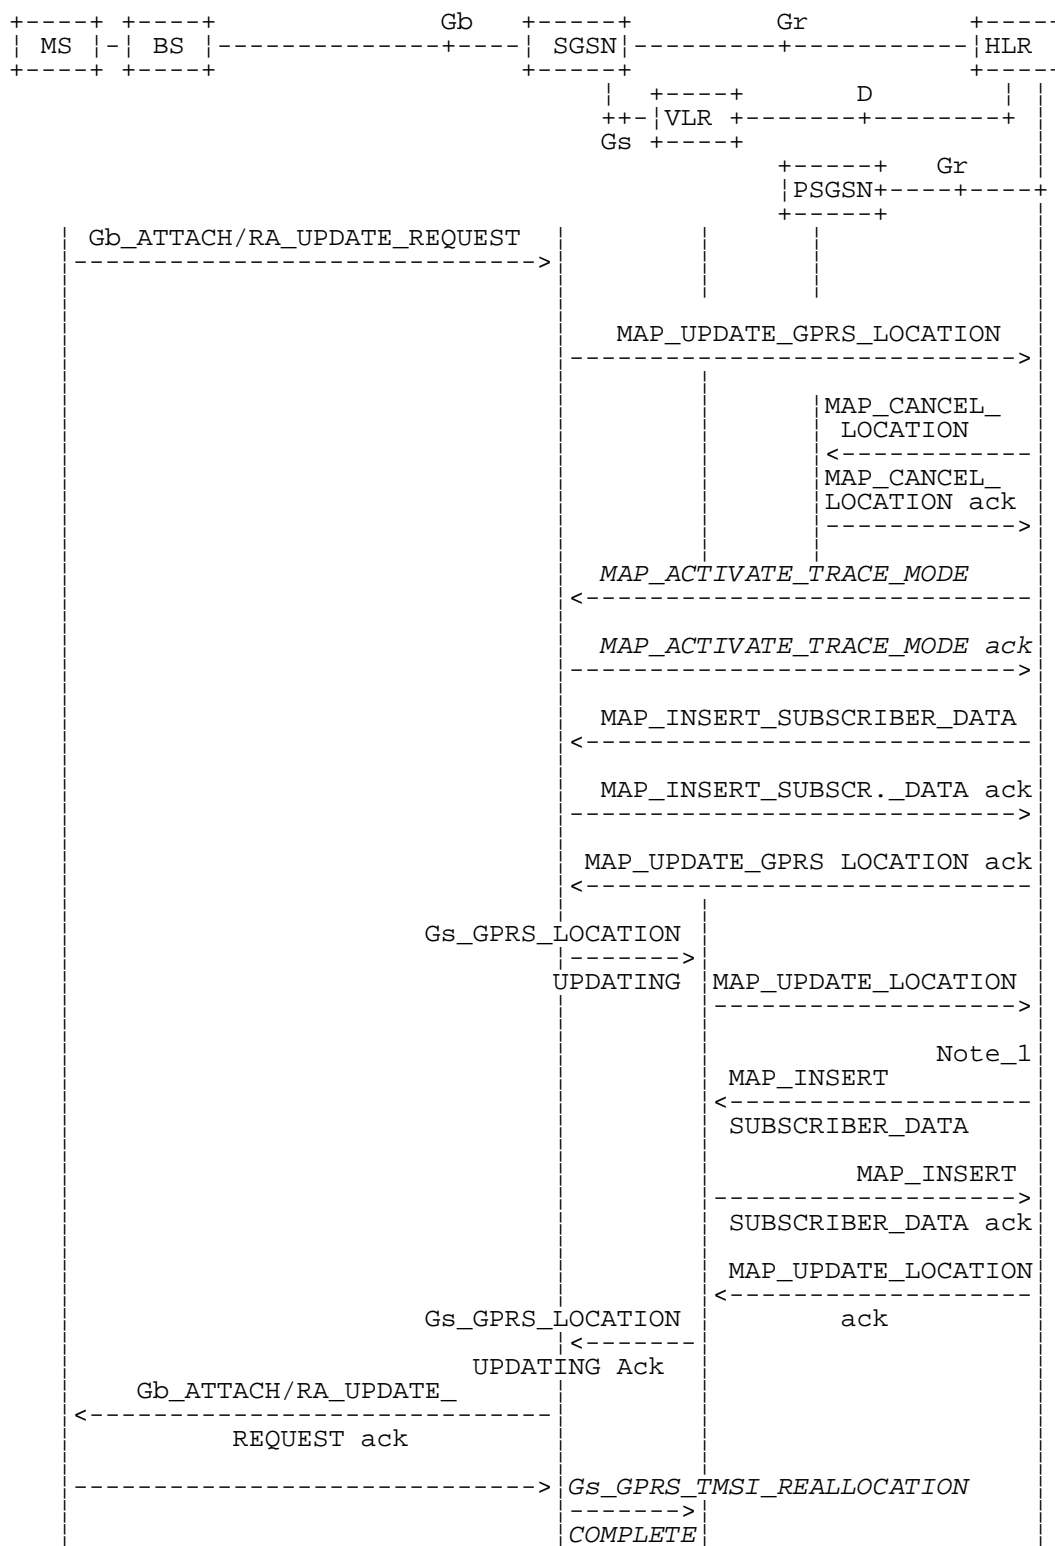 Gb Gr
MS BS SGSN HLR
D
VLR
Gs
Gr
PSGSN
Gb_ATTACH/RA_UPDATE_REQUEST
MAP_UPDATE_GPRS_LOCATION
MAP_CANCEL_
LOCATION
MAP_CANCEL_
LOCATION ack
MAP_ACTIVATE_TRACE_MODE
MAP_ACTIVATE_TRACE_MODE ack
MAP_INSERT_SUBSCRIBER_DATA
MAP_INSERT_SUBSCR._DATA ack
MAP_UPDATE_GPRS LOCATION ack
Gs_GPRS_LOCATION
UPDATING MAP_UPDATE_LOCATION
Note_1
MAP_INSERT
SUBSCRIBER_DATA
MAP_INSERT
SUBSCRIBER_DATA ack
MAP_UPDATE_LOCATION
Gs_GPRS_LOCATION ack
UPDATING Ack
Gb_ATTACH/RA_UPDATE_
REQUEST ack
Gs_GPRS_TMSI_REALLOCATION
COMPLETE